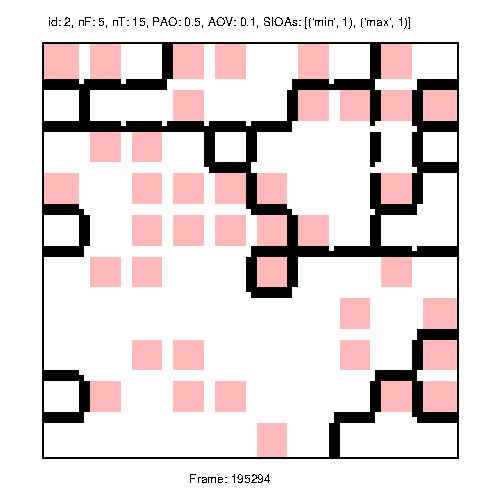 id: 2, nF: 5, nT: 15, PAO: 0.5, AOV: 0.1, SIOAs: [('min', 1), ('max', 1)]
Frame: 195294